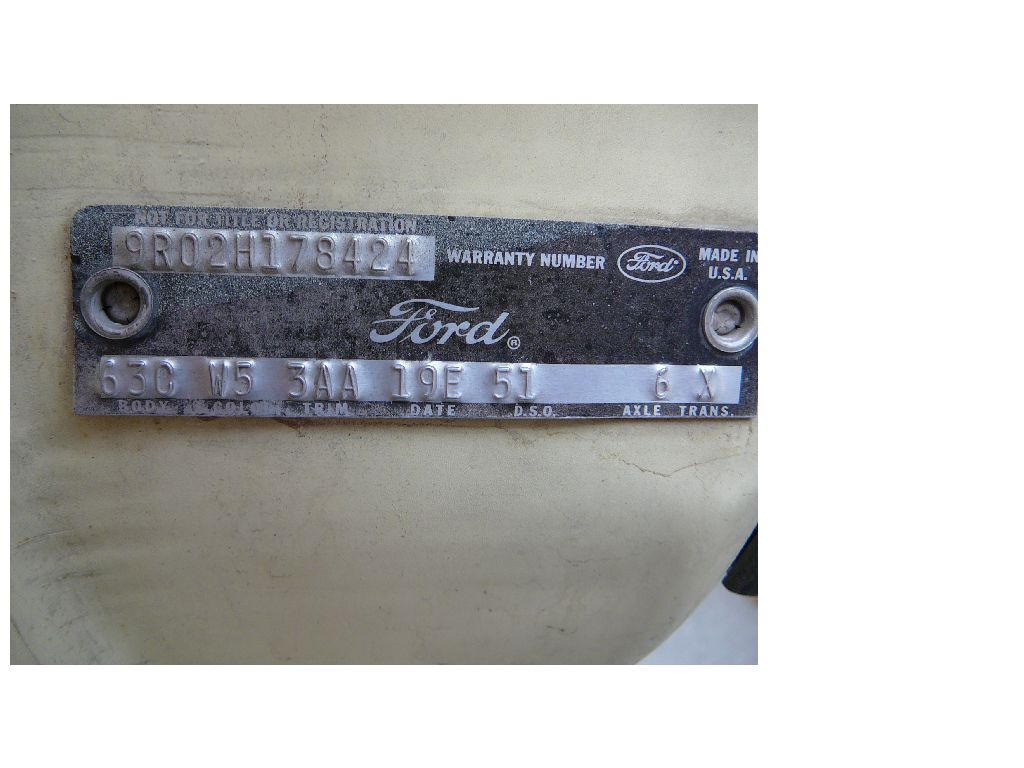 NOT FOR TITLE OR REGISTRATION
9R02H178424 WARRANTY NUMBER Ford MADE IN U.S.A.
Ford ®
63C W5 3AA 19E 51 6 X
BODY COL TRIM DATE D.S.O. AXLE TRANS.